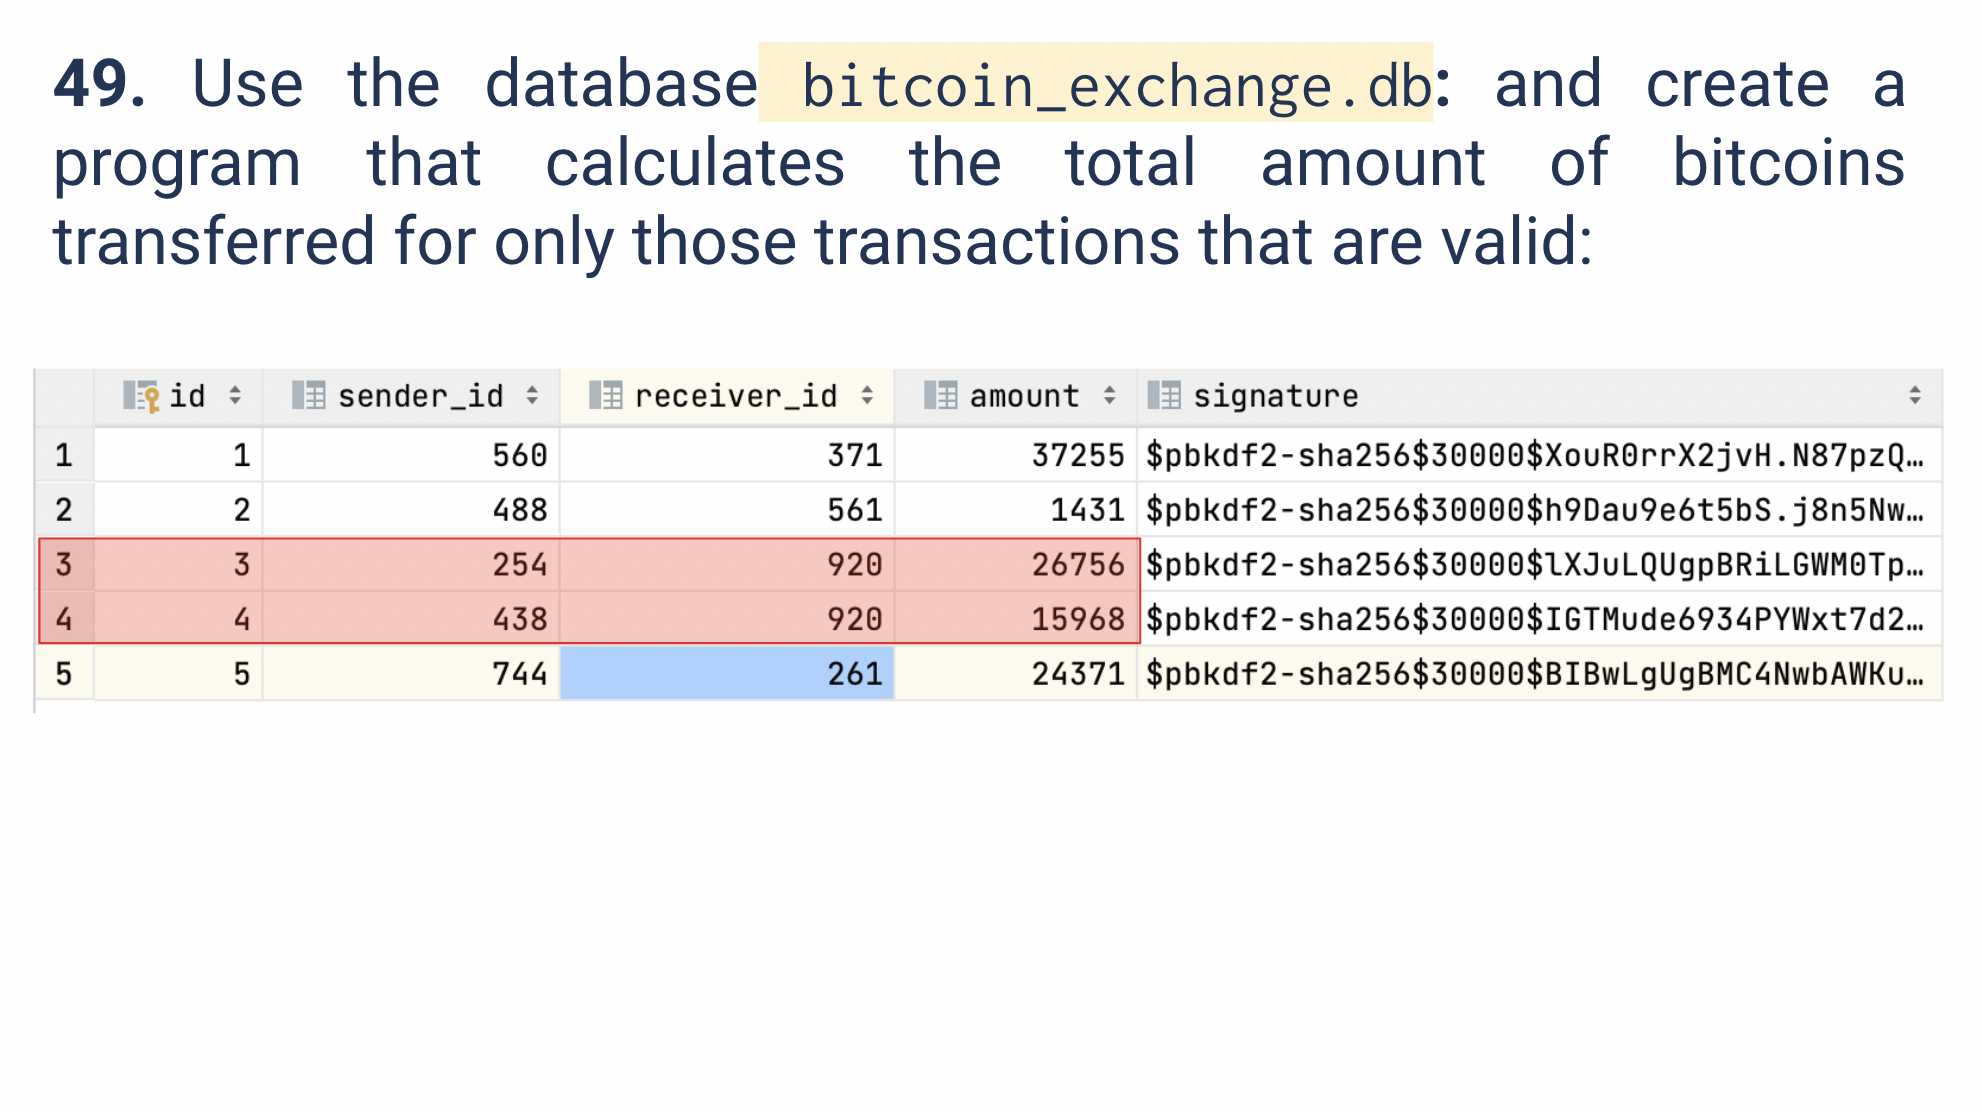 49. Use the database bitcoin_exchange.db: and create a
program that calculates the total amount of bitcoins
transferred for only those transactions that are valid:
id sender_id receiver_id amount signature
1 1 560 371 37255 $pbkdf2-sha256$30000$XouR0rrX2jvH.N87pzQ…
2 2 488 561 1431 $pbkdf2-sha256$30000$h9Dau9e6t5bS.j8n5Nw…
3 3 254 920 26756 $pbkdf2-sha256$30000$lXJuLQUgpBRiLGWM0Tp…
4 4 438 920 15968 $pbkdf2-sha256$30000$IGTMude6934PYWxt7d2…
5 5 744 261 24371 $pbkdf2-sha256$30000$BIBwLgUgBMC4NwbAWKu…